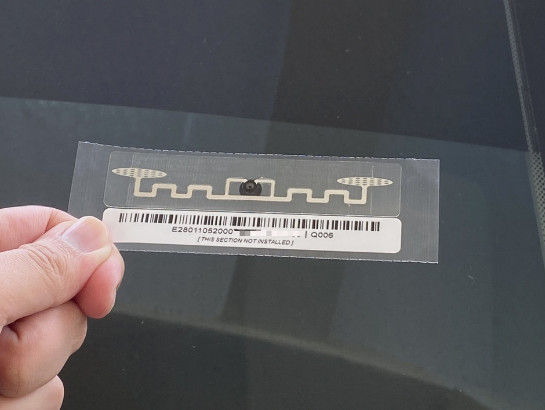 E28011052000 | Q006
[ THIS SECTION NOT INSTALLED ]